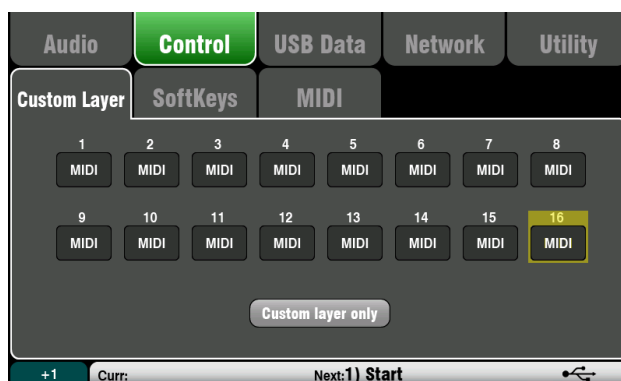 Audio Control USB Data Network Utility
Custom Layer SoftKeys MIDI
1 2 3 4 5 6 7 8
MIDI MIDI MIDI MIDI MIDI MIDI MIDI MIDI
9 10 11 12 13 14 15 16
MIDI MIDI MIDI MIDI MIDI MIDI MIDI MIDI
Custom layer only
+1 Curr: Next:1) Start